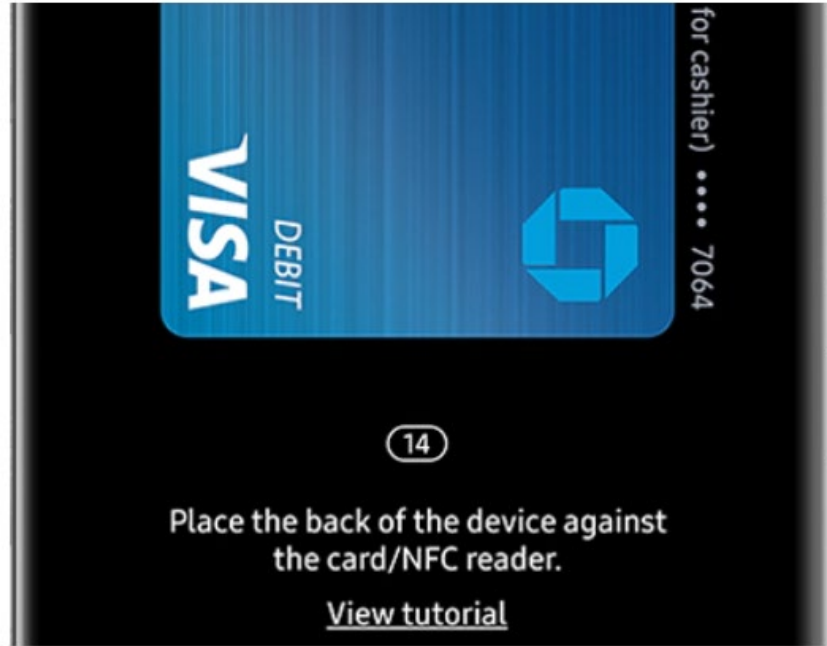 for cashier) •••• 7064
VISA
DEBIT
14
Place the back of the device against
the card/NFC reader.
View tutorial